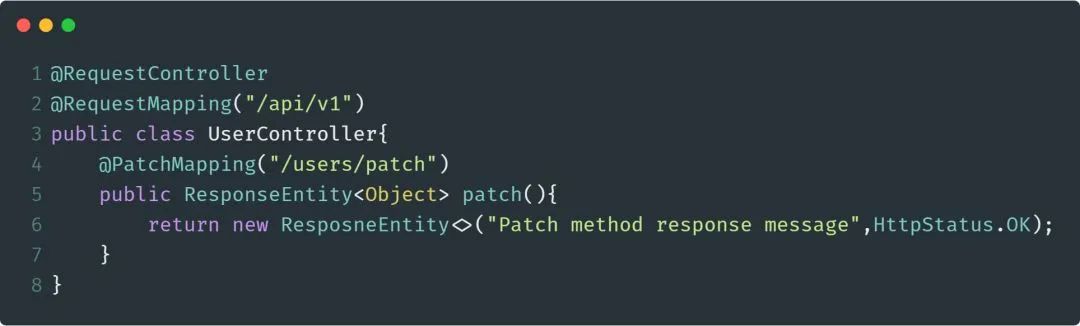 1 @RequestController
2 @RequestMapping("/api/v1")
3 public class UserController{
4     @PatchMapping("/users/patch")
5     public ResponseEntity<Object> patch(){
6         return new ResposneEntity<>("Patch method response message",HttpStatus.OK);
7     }
8 }